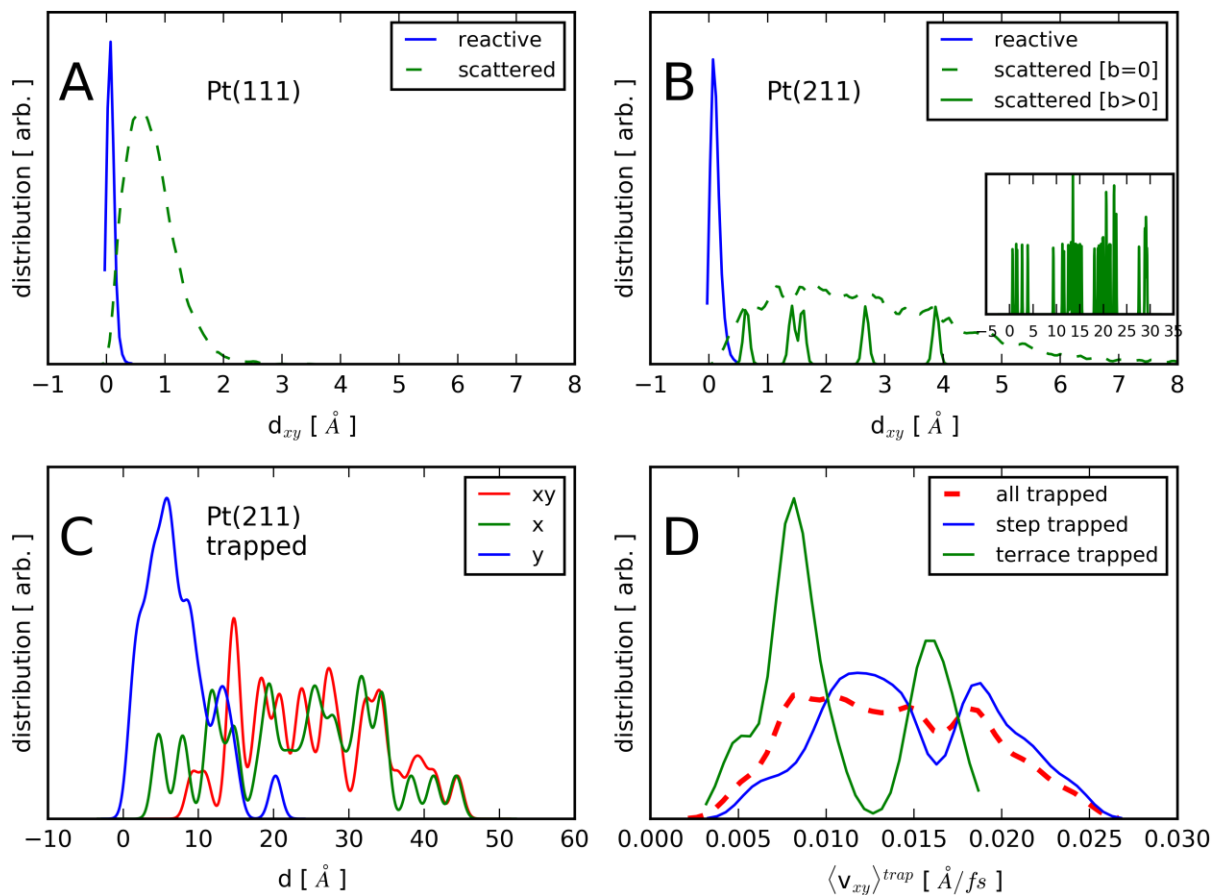 A
Pt(111)
reactive
scattered
distribution [ arb. ]
−1 0 1 2 3 4 5 6 7 8
d_xy [ Å ]
B
Pt(211)
reactive
scattered [b=0]
scattered [b>0]
−5 0 5 10 15 20 25 30 35
distribution [ arb. ]
−1 0 1 2 3 4 5 6 7 8
d_xy [ Å ]
C
Pt(211)
trapped
xy
x
y
distribution [ arb. ]
−10 0 10 20 30 40 50 60
d [ Å ]
D
all trapped
step trapped
terrace trapped
distribution [ arb. ]
0.000 0.005 0.010 0.015 0.020 0.025 0.030
⟨v_xy⟩^trap [ Å/fs ]